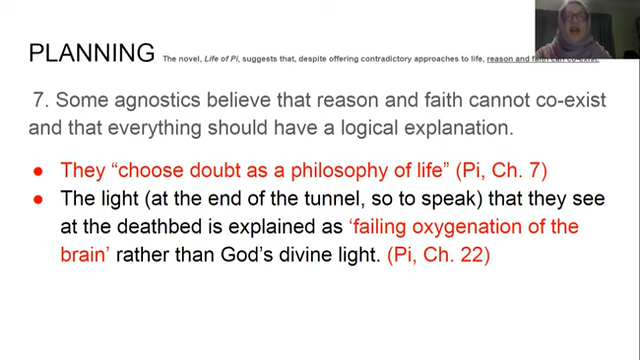 PLANNING The novel, Life of Pi, suggests that, despite offering contradictory approaches to life, reason and faith can co-exist.
7. Some agnostics believe that reason and faith cannot co-exist
and that everything should have a logical explanation.
● They “choose doubt as a philosophy of life” (Pi, Ch. 7)
● The light (at the end of the tunnel, so to speak) that they see
at the deathbed is explained as ‘failing oxygenation of the
brain’ rather than God’s divine light. (Pi, Ch. 22)